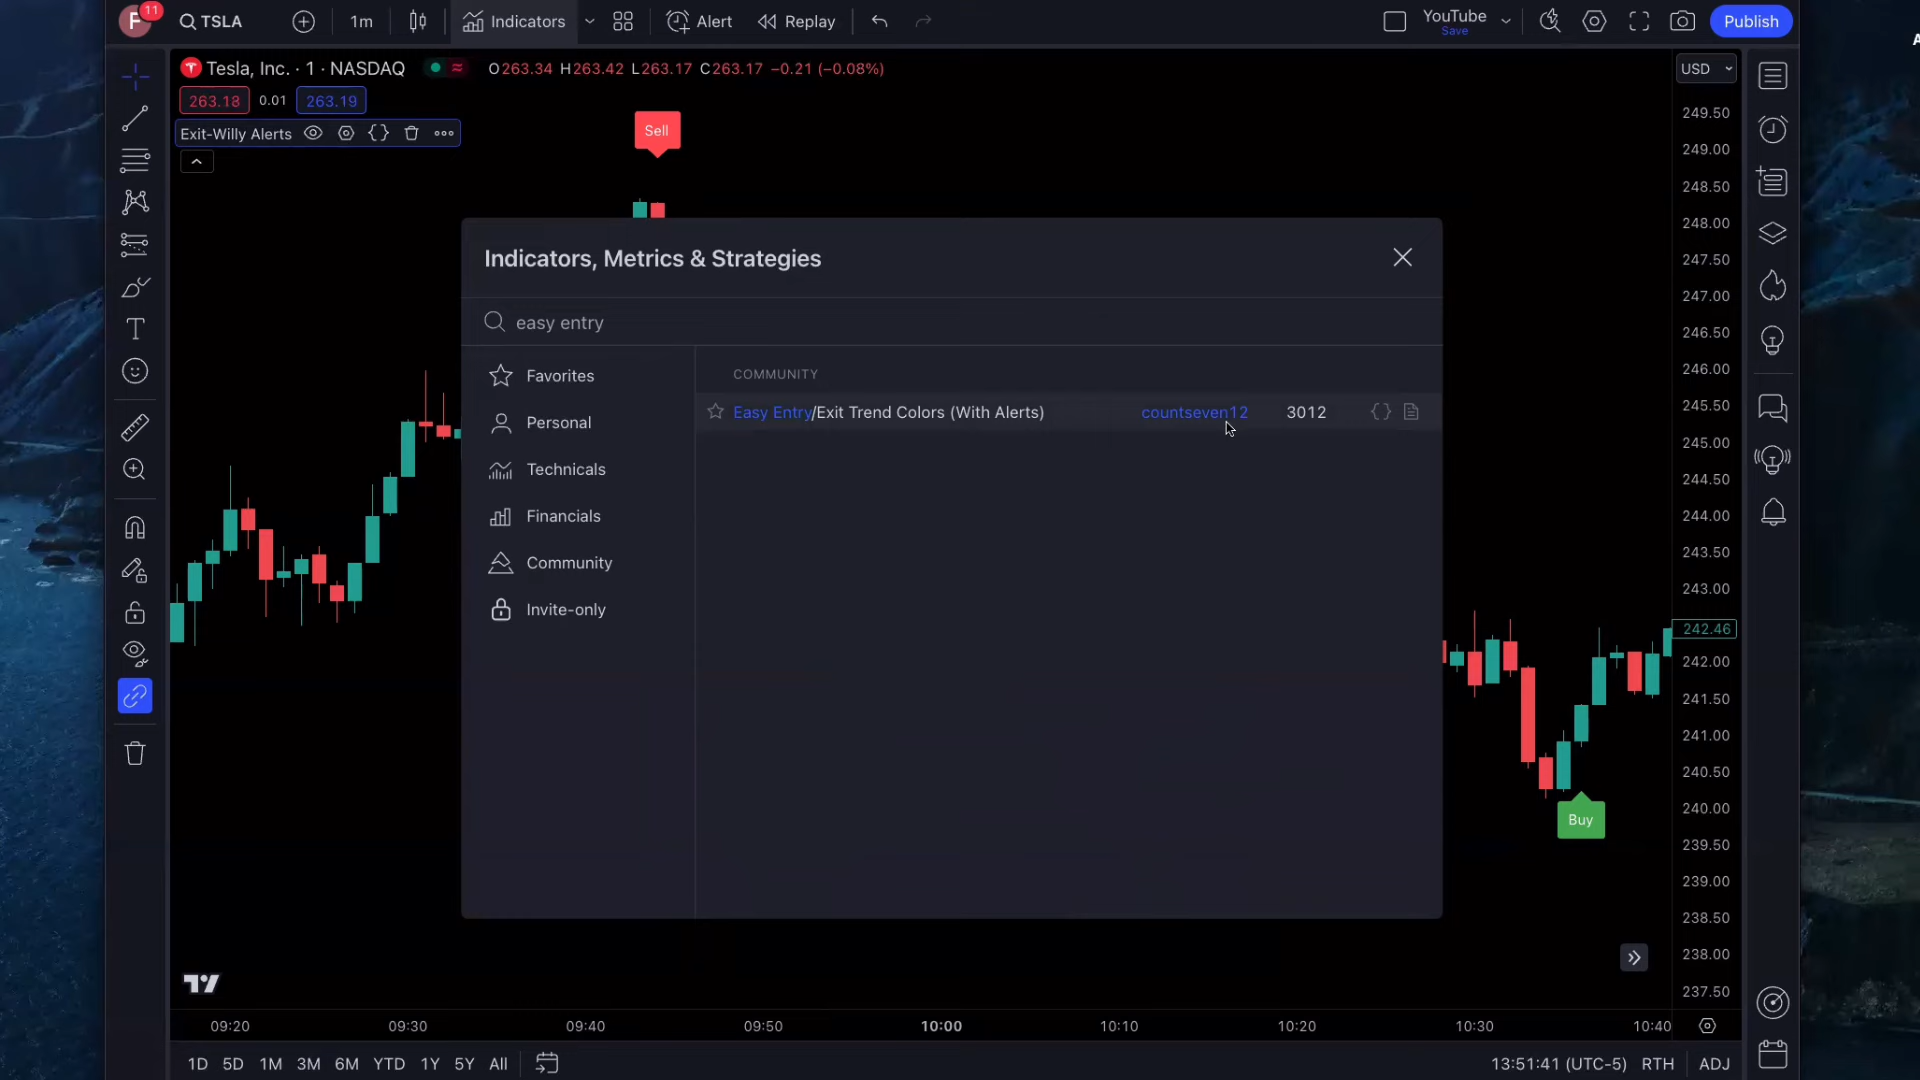 F 11 TSLA 1m Indicators Alert Replay YouTube Publish
Save
Tesla, Inc. · 1 · NASDAQ O263.34 H263.42 L263.17 C263.17 −0.21 (−0.08%) USD
263.18 0.01 263.19
Exit-Willy Alerts
Sell
Indicators, Metrics & Strategies
easy entry
Favorites
Personal
Technicals
Financials
Community
Invite-only
COMMUNITY
Easy Entry/Exit Trend Colors (With Alerts) countseven12 3012
Buy
249.50
249.00
248.50
248.00
247.50
247.00
246.50
246.00
245.50
245.00
244.50
244.00
243.50
243.00
242.46
242.00
241.50
241.00
240.50
240.00
239.50
239.00
238.50
238.00
237.50
09:20 09:30 09:40 09:50 10:00 10:10 10:20 10:30 10:40
1D 5D 1M 3M 6M YTD 1Y 5Y All 13:51:41 (UTC-5) RTH ADJ